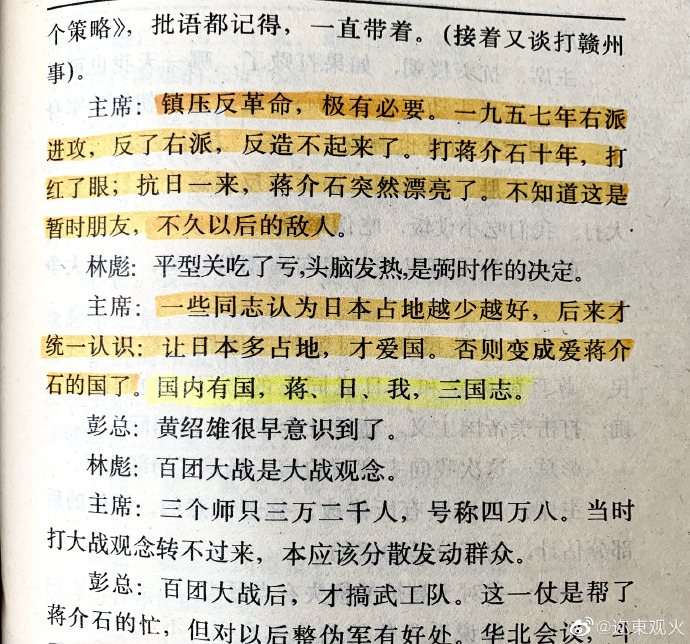 个策略》，批语都记得，一直带着。(接着又谈打赣州
事)。
主席：镇压反革命，极有必要。一九五七年右派
进攻，反了右派，反造不起来了。打蒋介石十年，打
红了眼；抗日一来，蒋介石突然漂亮了。不知道这是
暂时朋友，不久以后的敌人。
林彪：平型关吃了亏，头脑发热，是弼时作的决定。
主席：一些同志认为日本占地越少越好，后来才
统一认识：让日本多占地，才爱国。否则变成爱蒋介
石的国了。国内有国，蒋、日、我，三国志。
彭总：黄绍雄很早意识到了。
林彪：百团大战是大战观念。
主席：三个师只三万二千人，号称四万八。当时
打大战观念转不过来，本应该分散发动群众。
彭总：百团大战后，才搞武工队。这一仗是帮了
蒋介石的忙，但对以后整伪军有好处。华北会议
@辽東观火